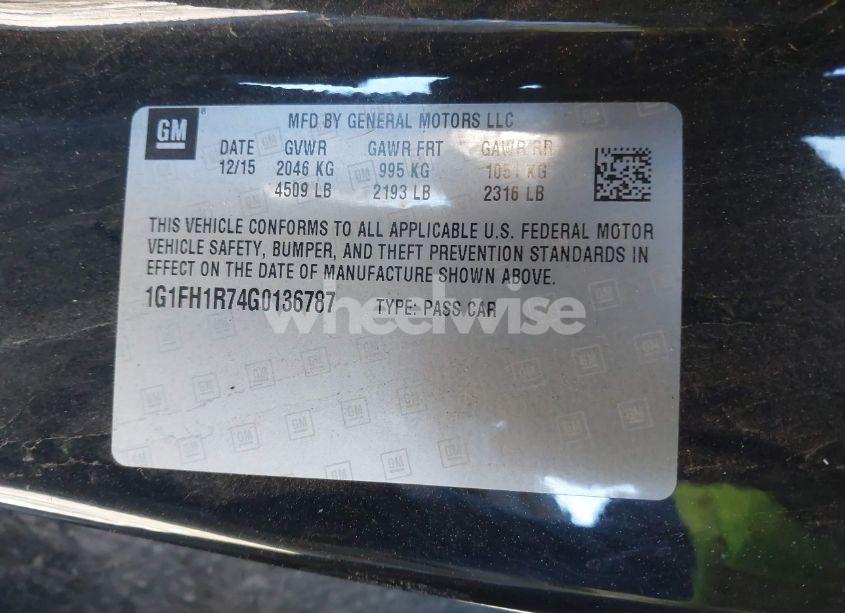 GM
MFD BY GENERAL MOTORS LLC
DATE GVWR GAWR FRT GAWR RR
12/15 2046 KG 995 KG 1051 KG
4509 LB 2193 LB 2316 LB
THIS VEHICLE CONFORMS TO ALL APPLICABLE U.S. FEDERAL MOTOR
VEHICLE SAFETY, BUMPER, AND THEFT PREVENTION STANDARDS IN
EFFECT ON THE DATE OF MANUFACTURE SHOWN ABOVE.
1G1FH1R74G0136787 TYPE: PASS CAR
wheelwise